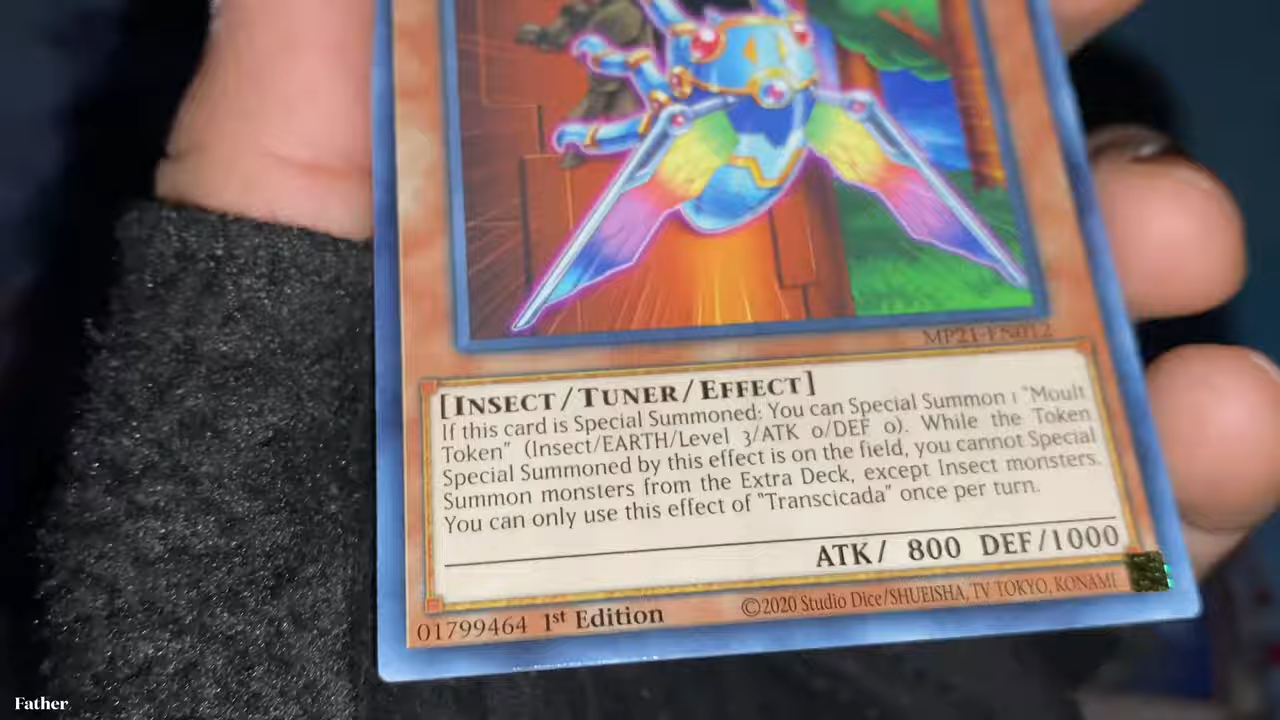 MP21-EN012
[INSECT/TUNER/EFFECT]
If this card is Special Summoned: You can Special Summon 1 "Moult
Token" (Insect/EARTH/Level 3/ATK 0/DEF 0). While the Token
Special Summoned by this effect is on the field, you cannot Special
Summon monsters from the Extra Deck, except Insect monsters.
You can only use this effect of "Transcicada" once per turn.
ATK/ 800 DEF/1000
01799464 1st Edition
©2020 Studio Dice/SHUEISHA, TV TOKYO, KONAMI
Father